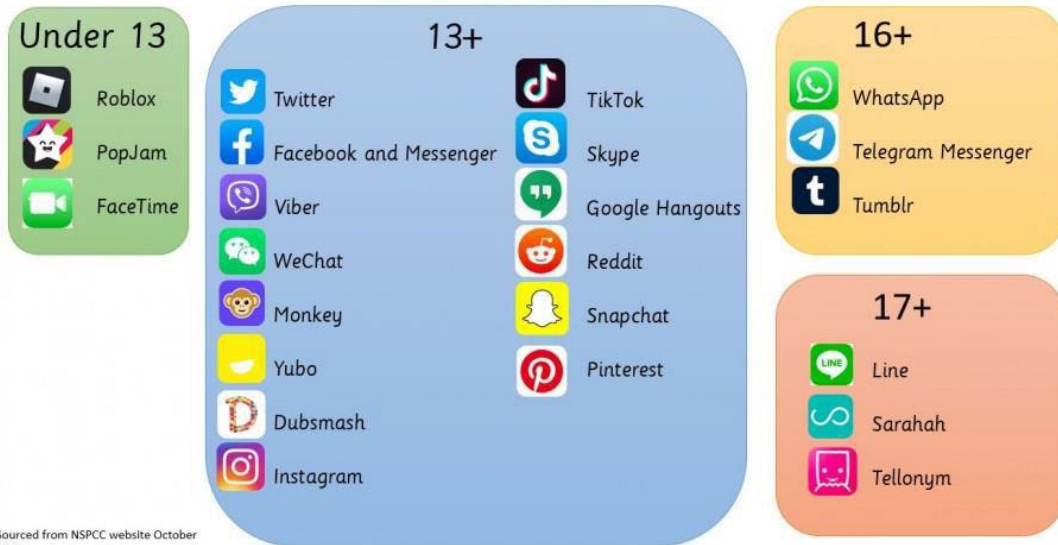 Under 13
Roblox
PopJam
FaceTime
13+
Twitter
Facebook and Messenger
Viber
WeChat
Monkey
Yubo
Dubsmash
Instagram
TikTok
Skype
Google Hangouts
Reddit
Snapchat
Pinterest
16+
WhatsApp
Telegram Messenger
Tumblr
17+
LINE
Line
Sarahah
Tellonym
Sourced from NSPCC website October